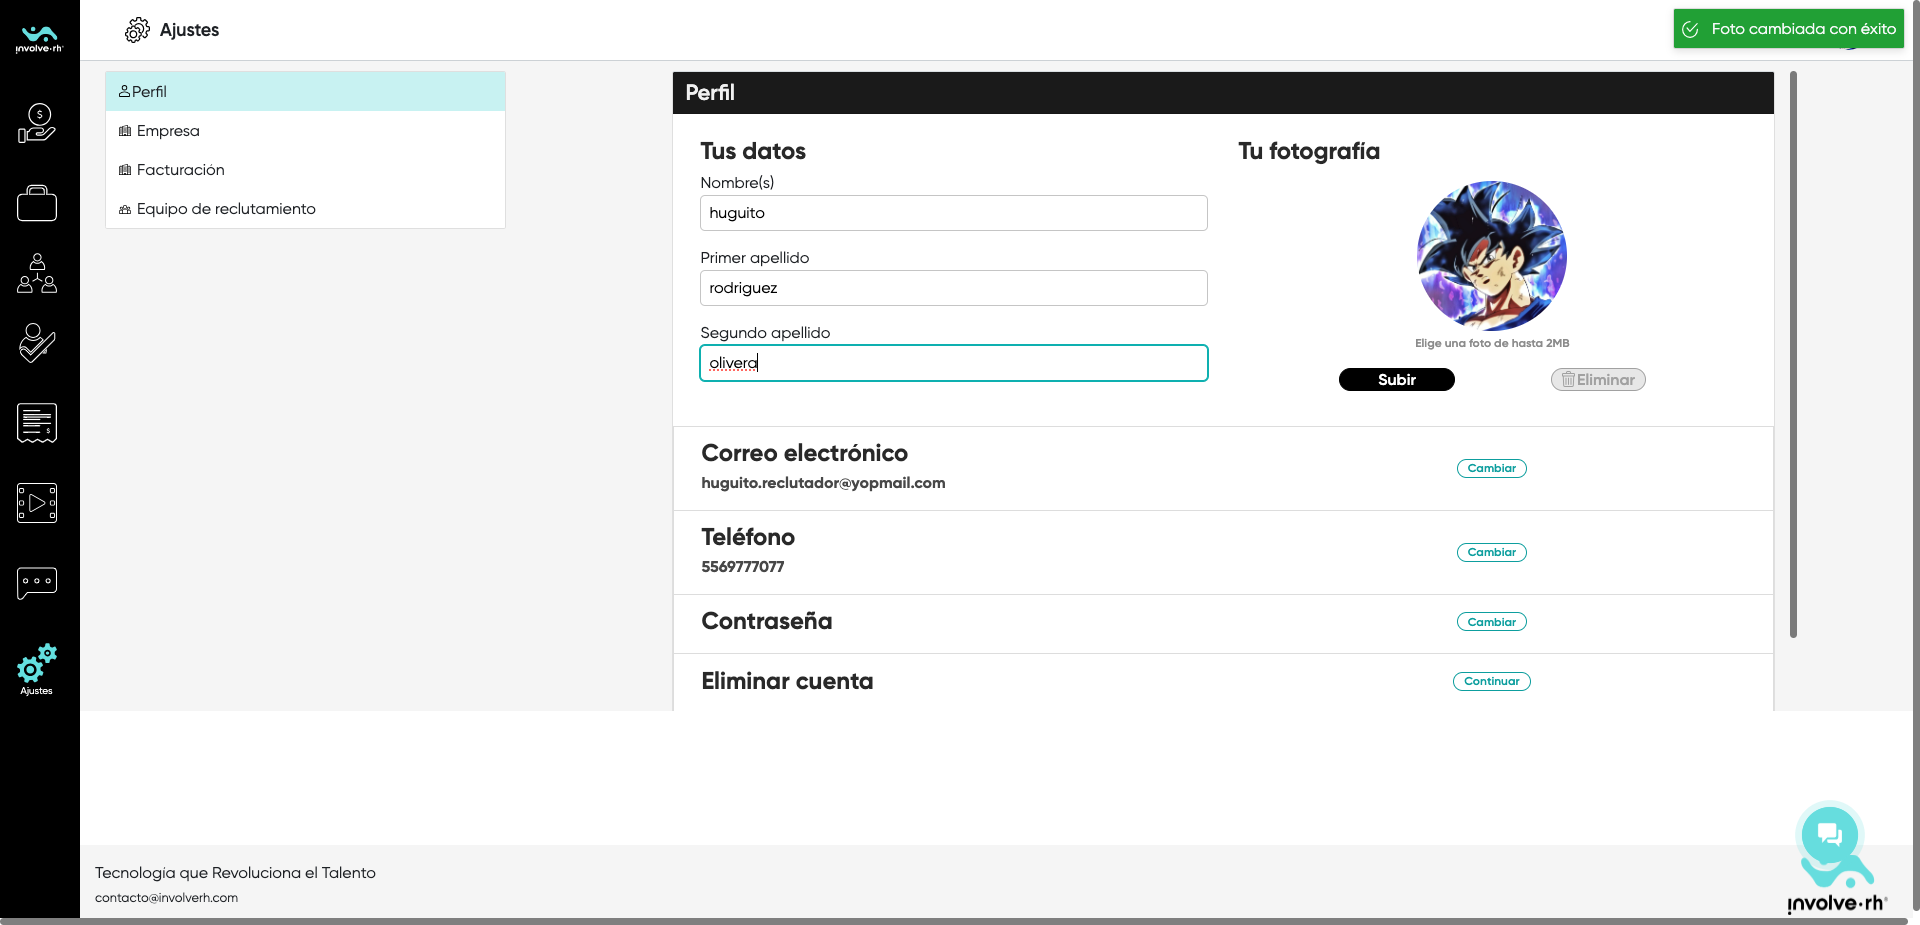 involve·rh
Ajustes
Foto cambiada con éxito
Perfil
Empresa
Facturación
Equipo de reclutamiento
Perfil
Tus datos
Tu fotografía
Nombre(s)
huguito
Primer apellido
rodriguez
Segundo apellido
olivera
Elige una foto de hasta 2MB
Subir
Eliminar
Correo electrónico
huguito.reclutador@yopmail.com
Cambiar
Teléfono
5569777077
Cambiar
Contraseña
Cambiar
Eliminar cuenta
Continuar
Ajustes
Tecnología que Revoluciona el Talento
contacto@involverh.com
involve·rh